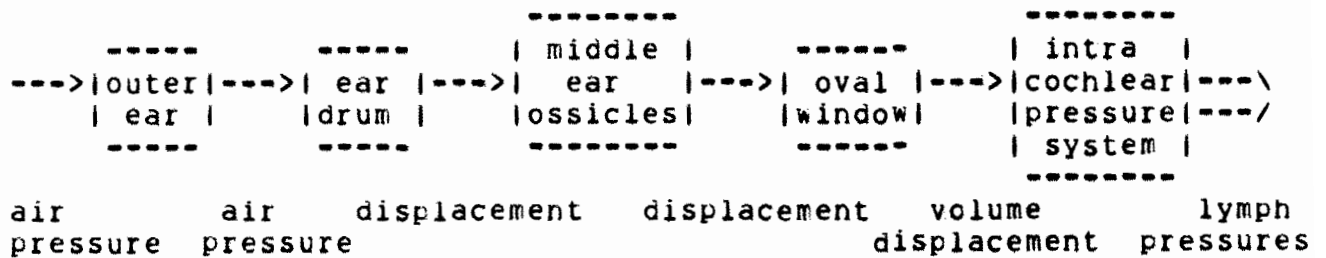 --------                       --------
      -----        -----      | middle |       ------       | intra  |
--->|outer|--->| ear |--->|  ear   |--->| oval |--->|cochlear|---\
    | ear |    |drum |    |ossicles|    |window|    |pressure|---/
      -----        -----       --------        ------       | system |
                                                                      --------
air          air    displacement    displacement   volume        lymph
pressure  pressure                              displacement  pressures